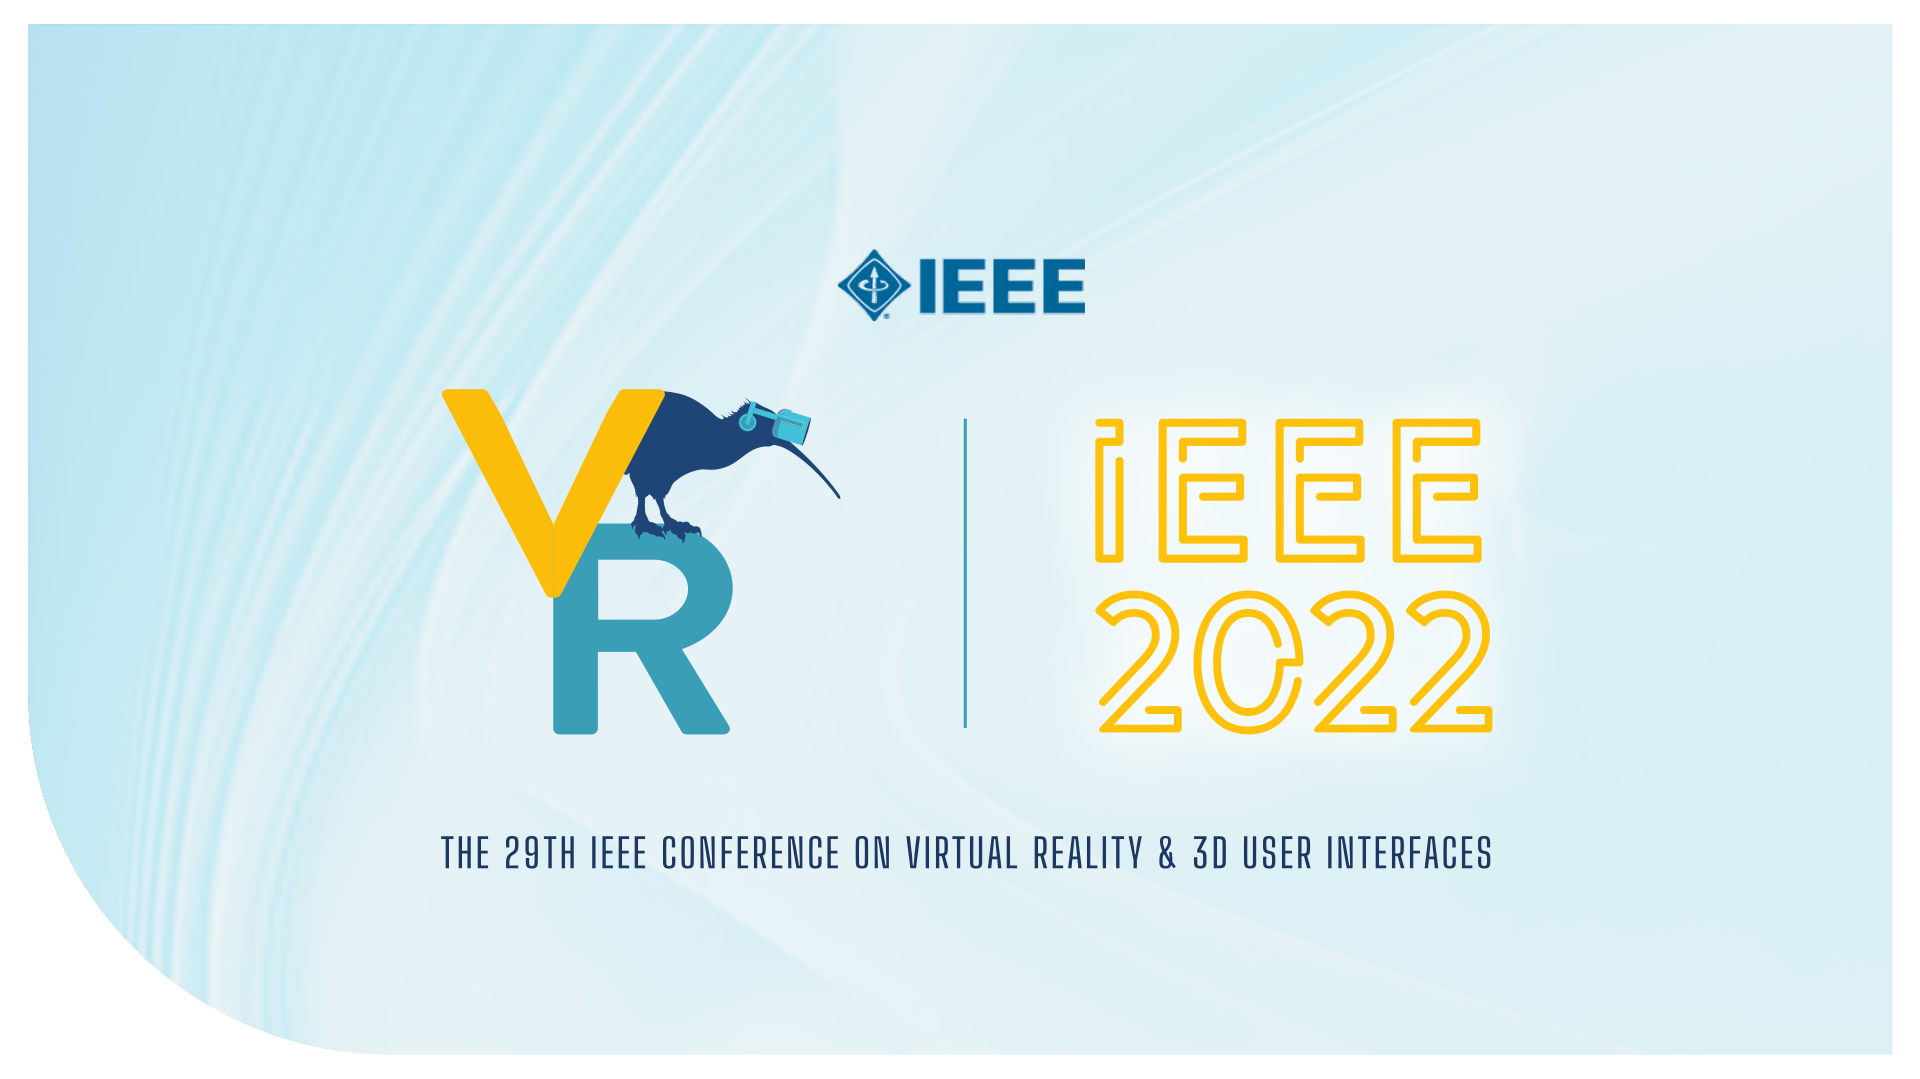 IEEE
VR
IEEE
2022
THE 29TH IEEE CONFERENCE ON VIRTUAL REALITY & 3D USER INTERFACES